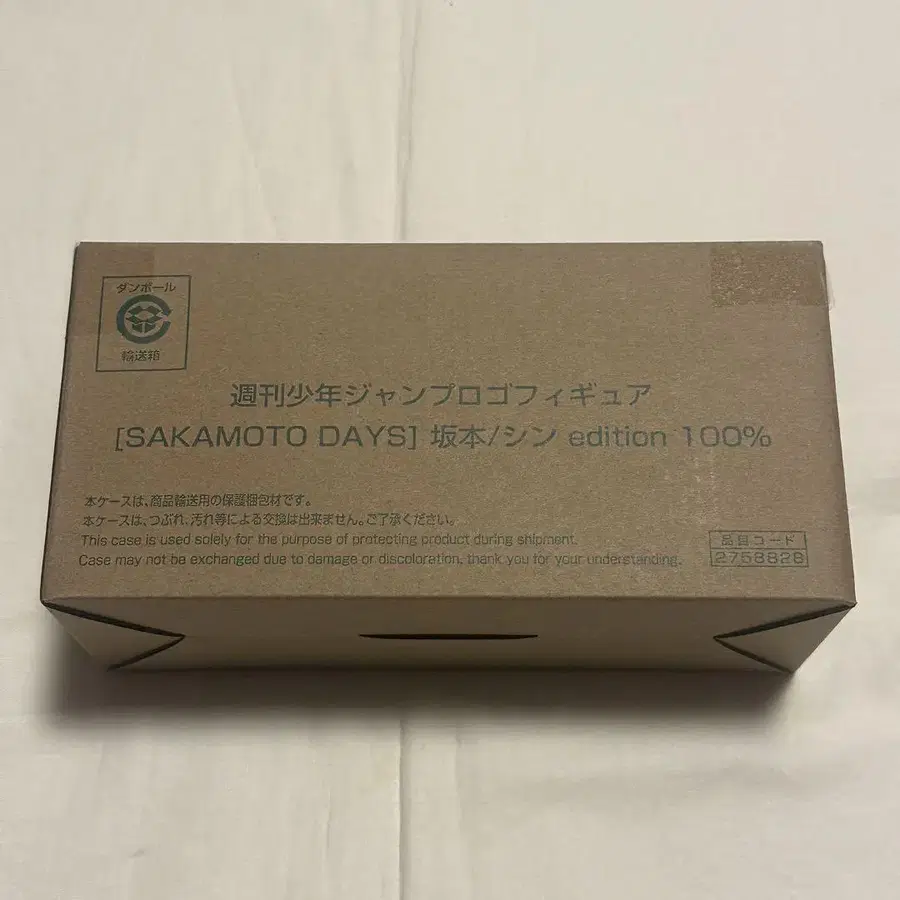 ダンボール
輸送箱
週刊少年ジャンプロゴフィギュア
[SAKAMOTO DAYS] 坂本/シン edition 100%
本ケースは、商品輸送用の保護梱包材です。
本ケースは、つぶれ、汚れ等による交換は出来ません。ご了承ください。
This case is used solely for the purpose of protecting product during shipment.
Case may not be exchanged due to damage or discoloration, thank you for your understanding.
品目コード
2758828